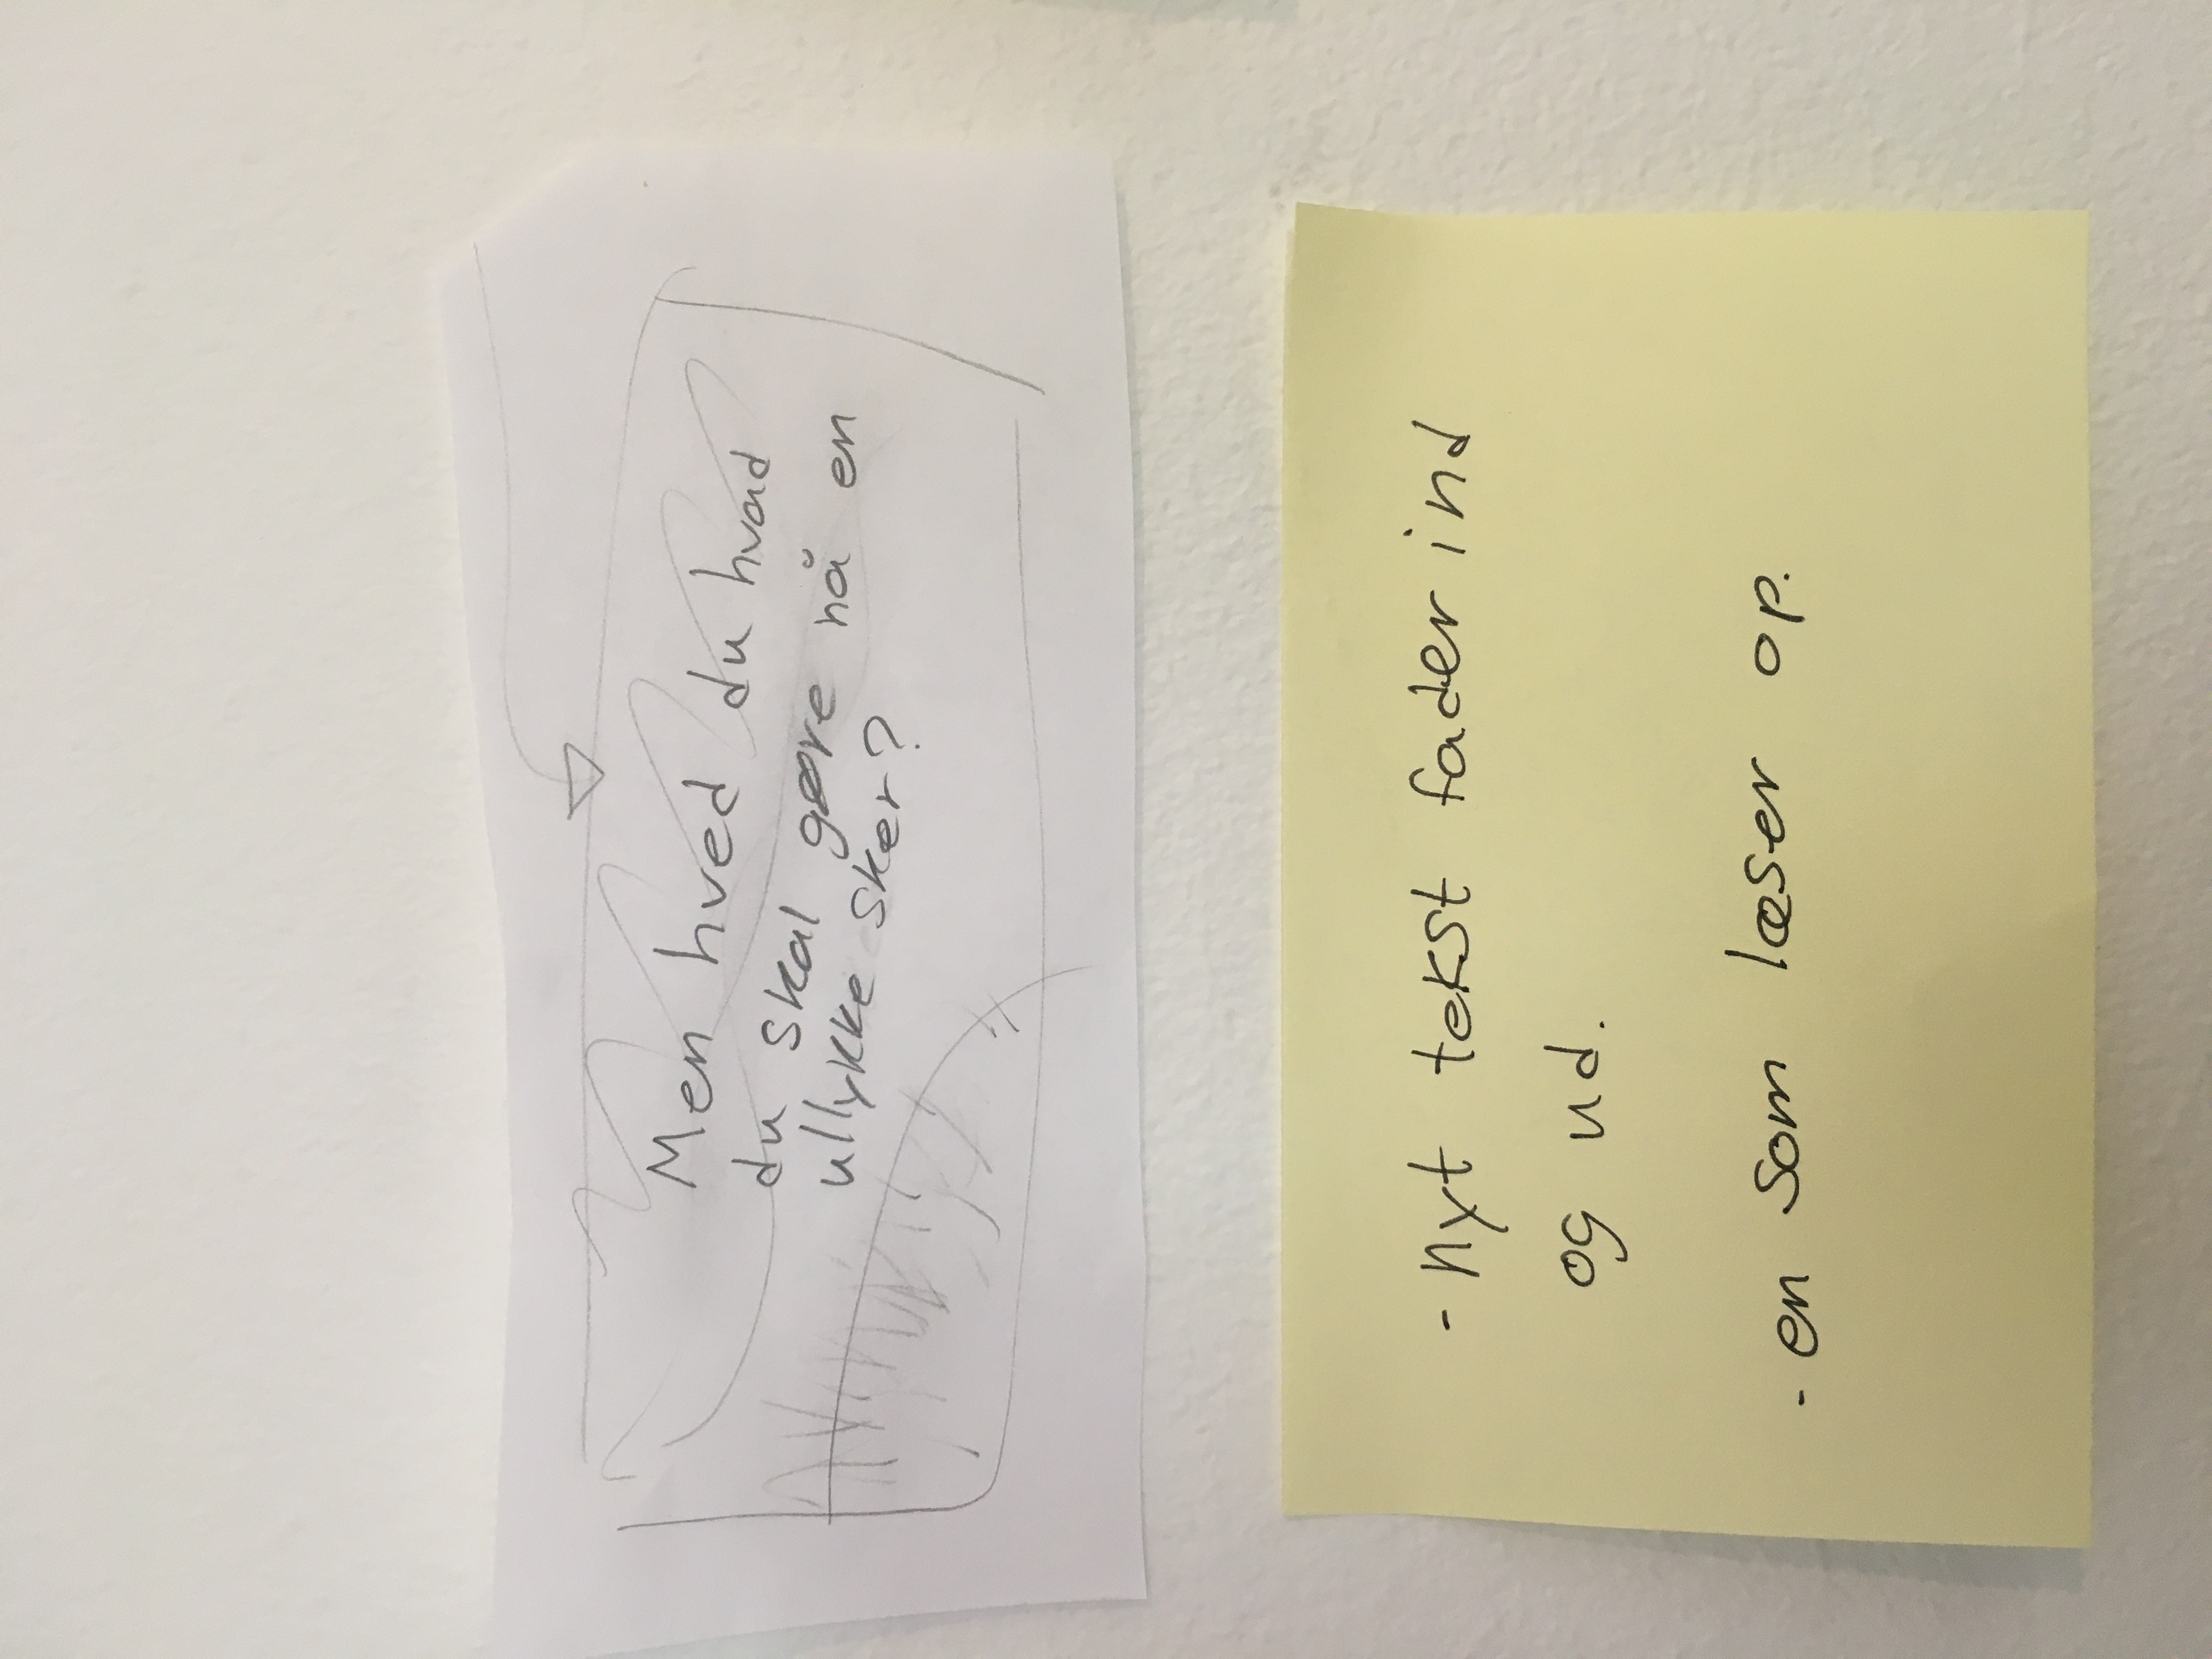 Men hved du hvad
du skal gøre nå en
ullykke sker?
- nyt tekst fader ind
og ud.
- en som læser op.